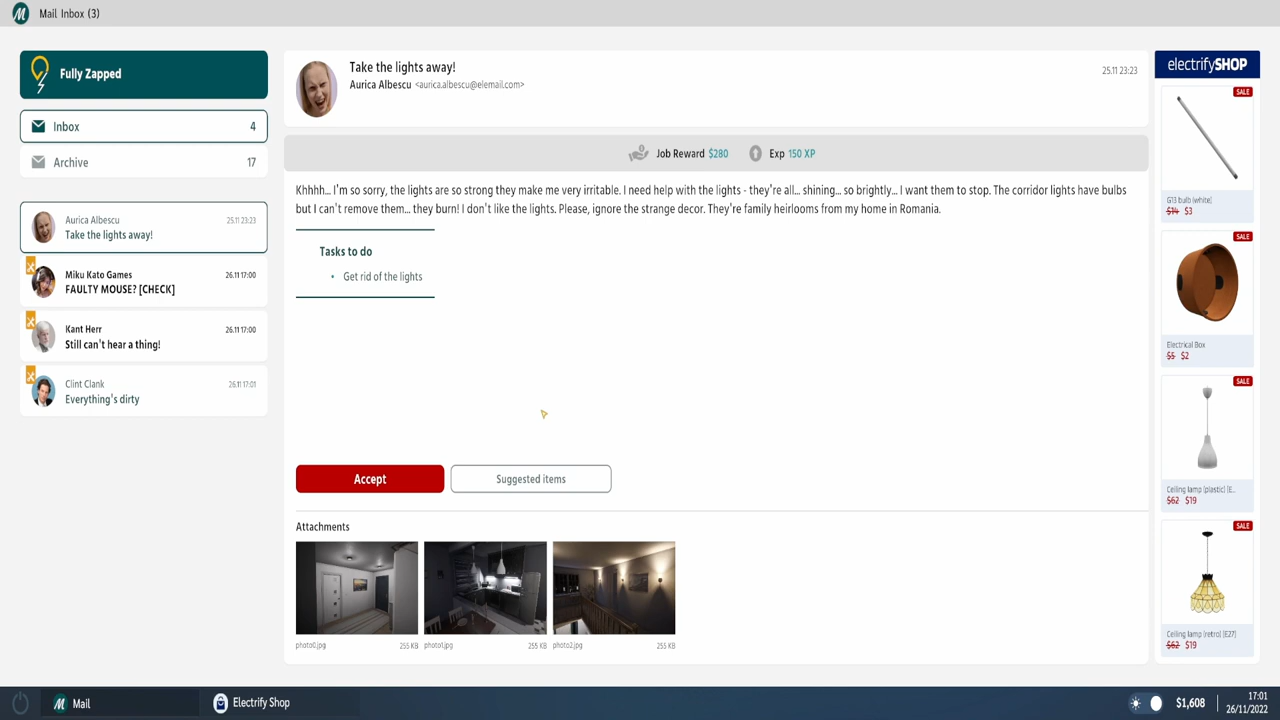 Mail Inbox (3)
Fully Zapped
Inbox 4
Archive 17
Aurica Albescu 25.11 23:23
Take the lights away!
Miku Kato Games 26.11 17:00
FAULTY MOUSE? [CHECK]
Kant Herr 26.11 17:00
Still can't hear a thing!
Clint Clank 26.11 17:01
Everything's dirty
Take the lights away!
Aurica Albescu <aurica.albescu@elemail.com>
25.11 23:23
Job Reward $280 Exp 150 XP
Khhhh... I'm so sorry, the lights are so strong they make me very irritable. I need help with the lights - they're all... shining... so brightly... I want them to stop. The corridor lights have bulbs
but I can't remove them... they burn! I don't like the lights. Please, ignore the strange decor. They're family heirlooms from my home in Romania.
Tasks to do
• Get rid of the lights
Accept
Suggested items
Attachments
photo0.jpg 255 KB
photo1.jpg 255 KB
photo2.jpg 255 KB
electrifySHOP
SALE
G13 bulb (white)
$14 $3
SALE
Electrical Box
$5 $2
SALE
Ceiling lamp (plastic) (E...
$62 $19
SALE
Ceiling lamp (retro) (E27)
$62 $19
Mail
Electrify Shop
$1,608
17:01
26/11/2022